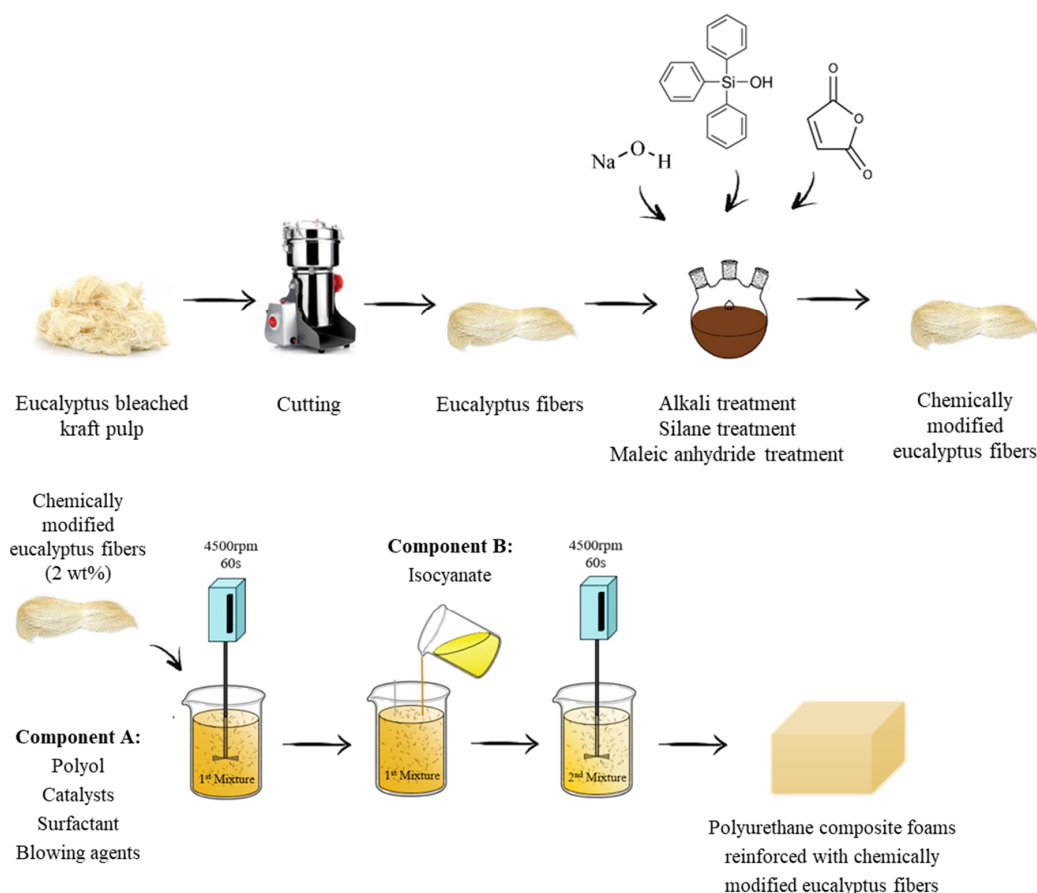 Si
OH
Na
O
H
O
O
O
Eucalyptus bleached
kraft pulp
Cutting
Eucalyptus fibers
Alkali treatment
Silane treatment
Maleic anhydride treatment
Chemically
modified
eucalyptus fibers
Chemically
modified
eucalyptus fibers
(2 wt%)
4500rpm
60s
Component B:
Isocyanate
4500rpm
60s
Component A:
Polyol
Catalysts
Surfactant
Blowing agents
1st Mixture
1st Mixture
2nd Mixture
Polyurethane composite foams
reinforced with chemically
modified eucalyptus fibers